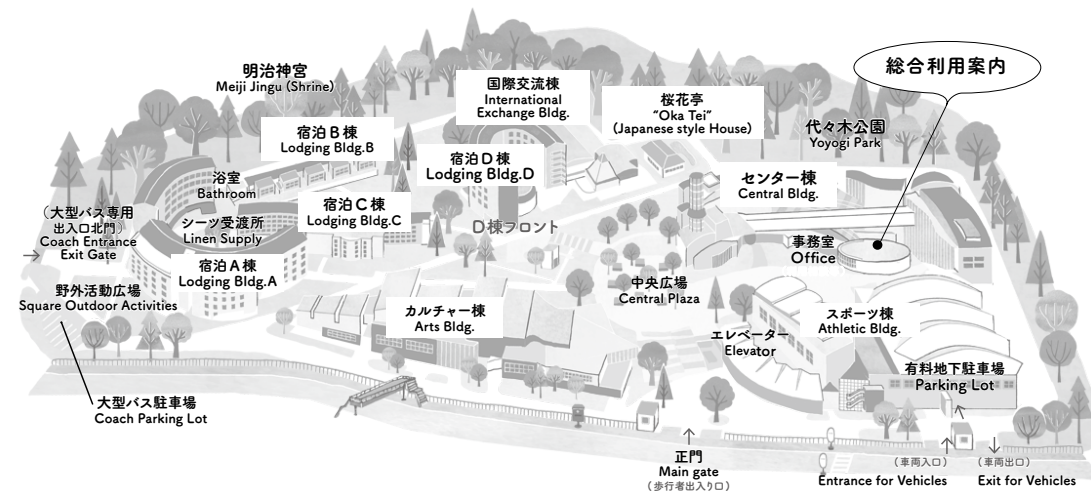 総合利用案内
明治神宮
Meiji Jingu (Shrine)
国際交流棟
International
Exchange Bldg.
桜花亭
“Oka Tei”
(Japanese style House)
代々木公園
Yoyogi Park
宿泊B棟
Lodging Bldg.B
宿泊D棟
Lodging Bldg.D
浴室
Bathroom
センター棟
Central Bldg.
宿泊C棟
Lodging Bldg.C
(大型バス専用
出入口北門)
Coach Entrance
Exit Gate
シーツ受渡所
Linen Supply
D棟フロント
事務室
Office
宿泊A棟
Lodging Bldg.A
野外活動広場
Square Outdoor Activities
中央広場
Central Plaza
カルチャー棟
Arts Bldg.
スポーツ棟
Athletic Bldg.
エレベーター
Elevator
有料地下駐車場
Parking Lot
大型バス駐車場
Coach Parking Lot
正門
Main gate
(歩行者出入り口)
(車両入口)
Entrance for Vehicles
(車両出口)
Exit for Vehicles